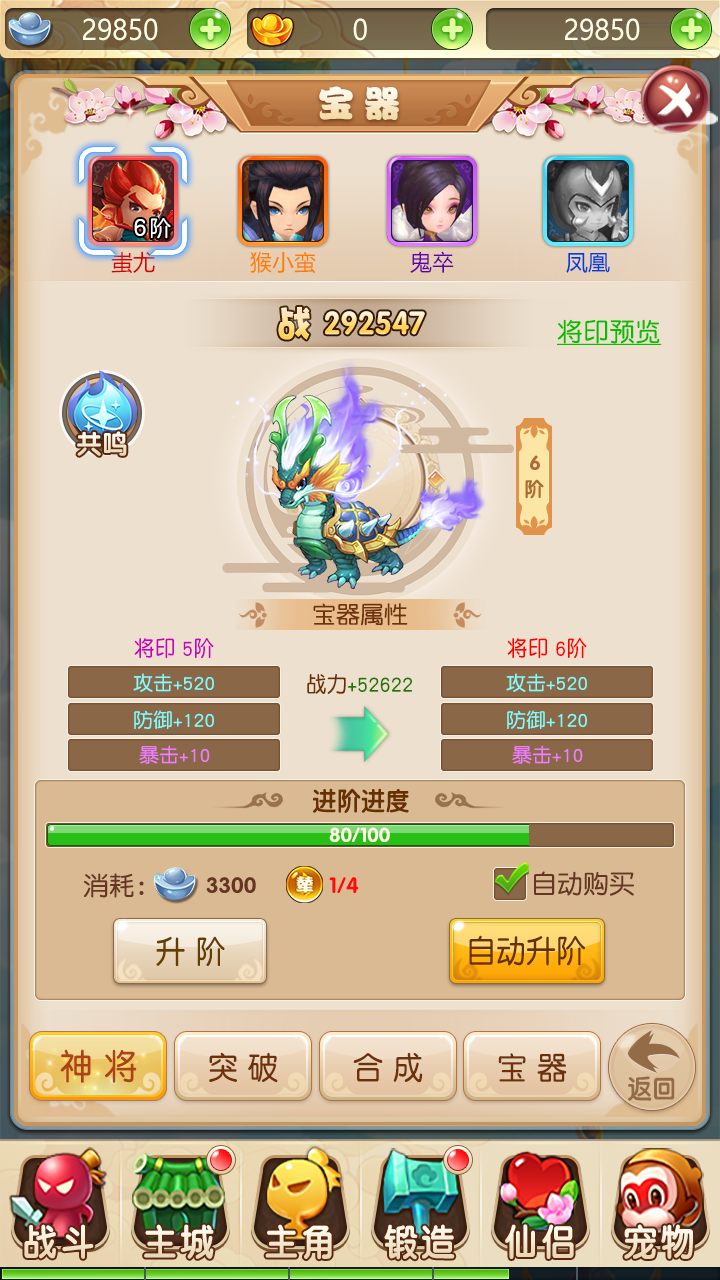 29850
0
29850
宝器
6阶
蚩尤
猴小蛮
鬼卒
凤凰
战 292547
将印预览
共鸣
6阶
宝器属性
将印 5阶
将印 6阶
攻击+520
战力+52622
攻击+520
防御+120
防御+120
暴击+10
暴击+10
进阶进度
80/100
消耗: 3300
1/4
自动购买
升阶
自动升阶
神将
突破
合成
宝器
返回
战斗
主城
主角
锻造
仙侣
宠物